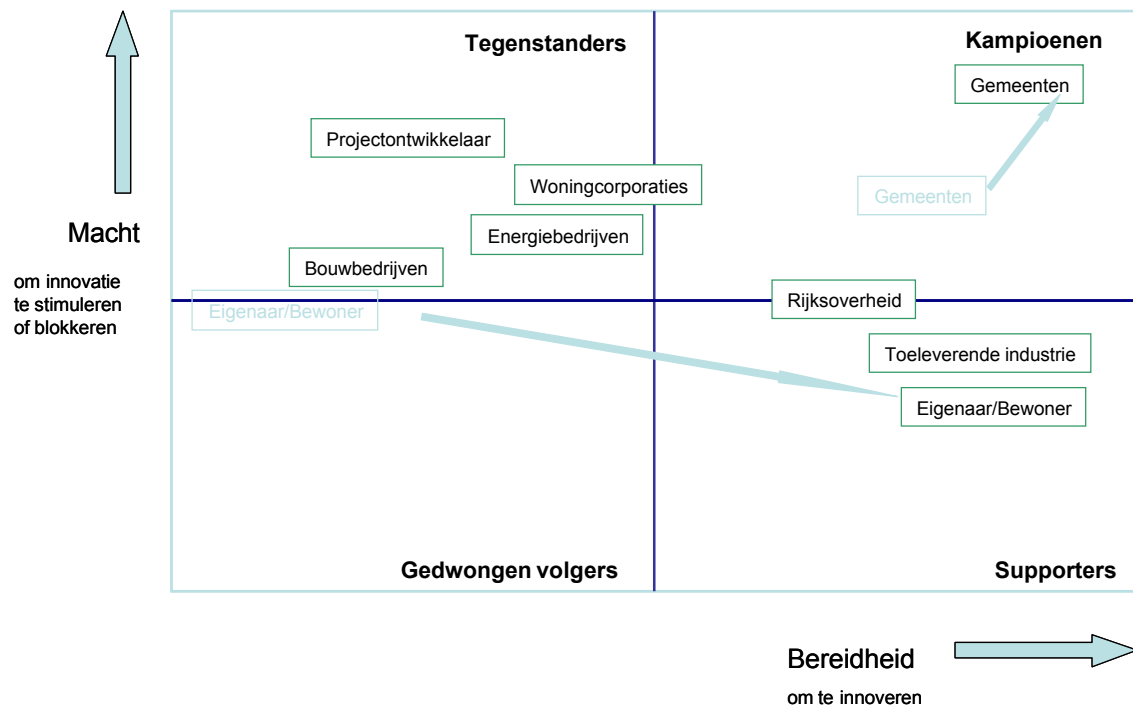 Tegenstanders
Kampioenen
Gemeenten
Projectontwikkelaar
Woningcorporaties
Gemeenten
Macht
Energiebedrijven
Bouwbedrijven
om innovatie
te stimuleren
of blokkeren
Eigenaar/Bewoner
Rijksoverheid
Toeleverende industrie
Eigenaar/Bewoner
Gedwongen volgers
Supporters
Bereidheid
om te innoveren